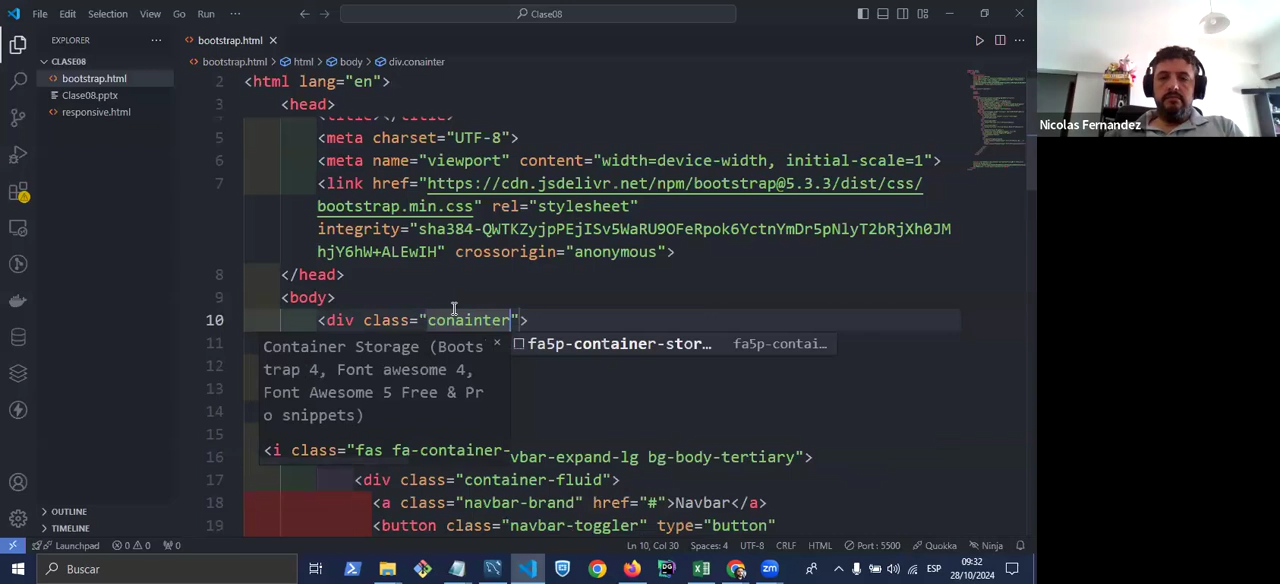 File Edit Selection View Go Run ··· Clase08
EXPLORER ··· bootstrap.html
CLASE08
bootstrap.html
Clase08.pptx
responsive.html
bootstrap.html > html > body > div.conainter
2 <html lang="en">
3 <head>
5 <meta charset="UTF-8">
6 <meta name="viewport" content="width=device-width, initial-scale=1">
7 <link href="https://cdn.jsdelivr.net/npm/bootstrap@5.3.3/dist/css/
bootstrap.min.css" rel="stylesheet"
integrity="sha384-QWTKZyjpPEjISv5WaRU9OFeRpok6YctnYmDr5pNlyT2bRjXh0JM
hjY6hW+ALEwIH" crossorigin="anonymous">
8 </head>
9 <body>
10 <div class="conainter">
11
12
13
14
15
Container Storage (Boots
trap 4, Font awesome 4,
Font Awesome 5 Free & Pr
o snippets)
<i class="fas fa-container-
fa5p-container-stor… fa5p-contai…
16 vbar-expand-lg bg-body-tertiary">
17 <div class="container-fluid">
18 <a class="navbar-brand" href="#">Navbar</a>
19 <button class="navbar-toggler" type="button"
OUTLINE
TIMELINE
Launchpad 0 0 0 Ln 10, Col 30 Spaces: 4 UTF-8 CRLF HTML Port : 5500 Quokka Ninja
Buscar ESP 09:32
28/10/2024
Nicolas Fernandez